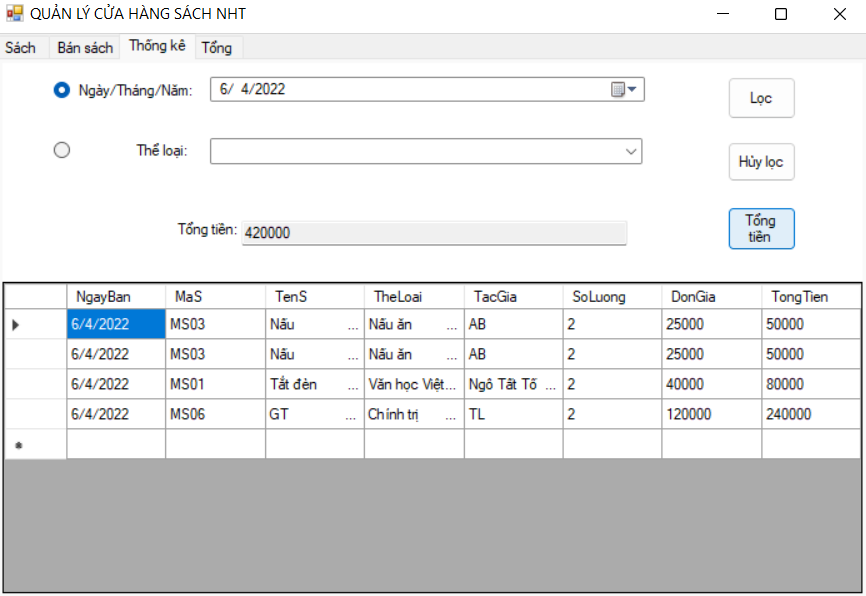 QUẢN LÝ CỬA HÀNG SÁCH NHT
Sách Bán sách Thống kê Tổng
Ngày/Tháng/Năm: 6/ 4/2022 Lọc
Thể loại: Hủy lọc
Tổng tiền: 420000 Tổng tiền
NgayBan MaS TenS TheLoai TacGia SoLuong DonGia TongTien
6/4/2022 MS03 Nấu ... Nấu ăn ... AB 2 25000 50000
6/4/2022 MS03 Nấu ... Nấu ăn ... AB 2 25000 50000
6/4/2022 MS01 Tắt đèn ... Văn học Việt... Ngô Tất Tố ... 2 40000 80000
6/4/2022 MS06 GT ... Chính trị ... TL 2 120000 240000